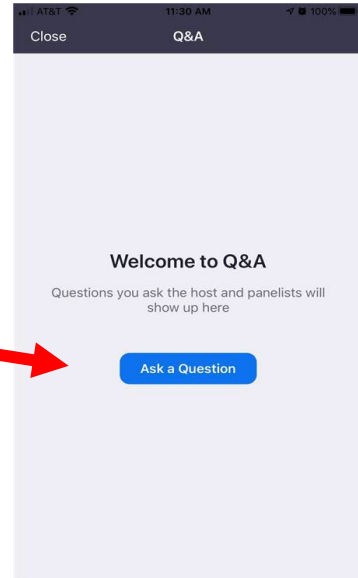 AT&T 11:30 AM 100%
Close Q&A
Welcome to Q&A
Questions you ask the host and panelists will
show up here
Ask a Question